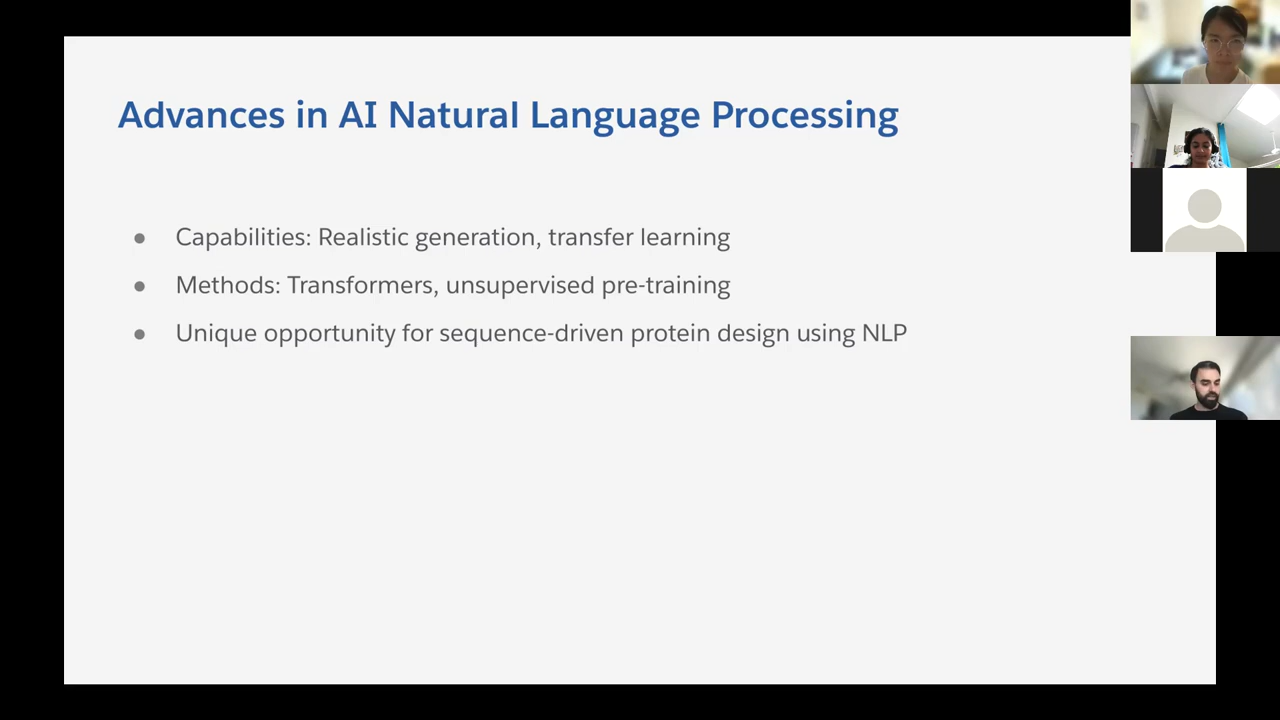 Advances in AI Natural Language Processing
● Capabilities: Realistic generation, transfer learning
● Methods: Transformers, unsupervised pre-training
● Unique opportunity for sequence-driven protein design using NLP